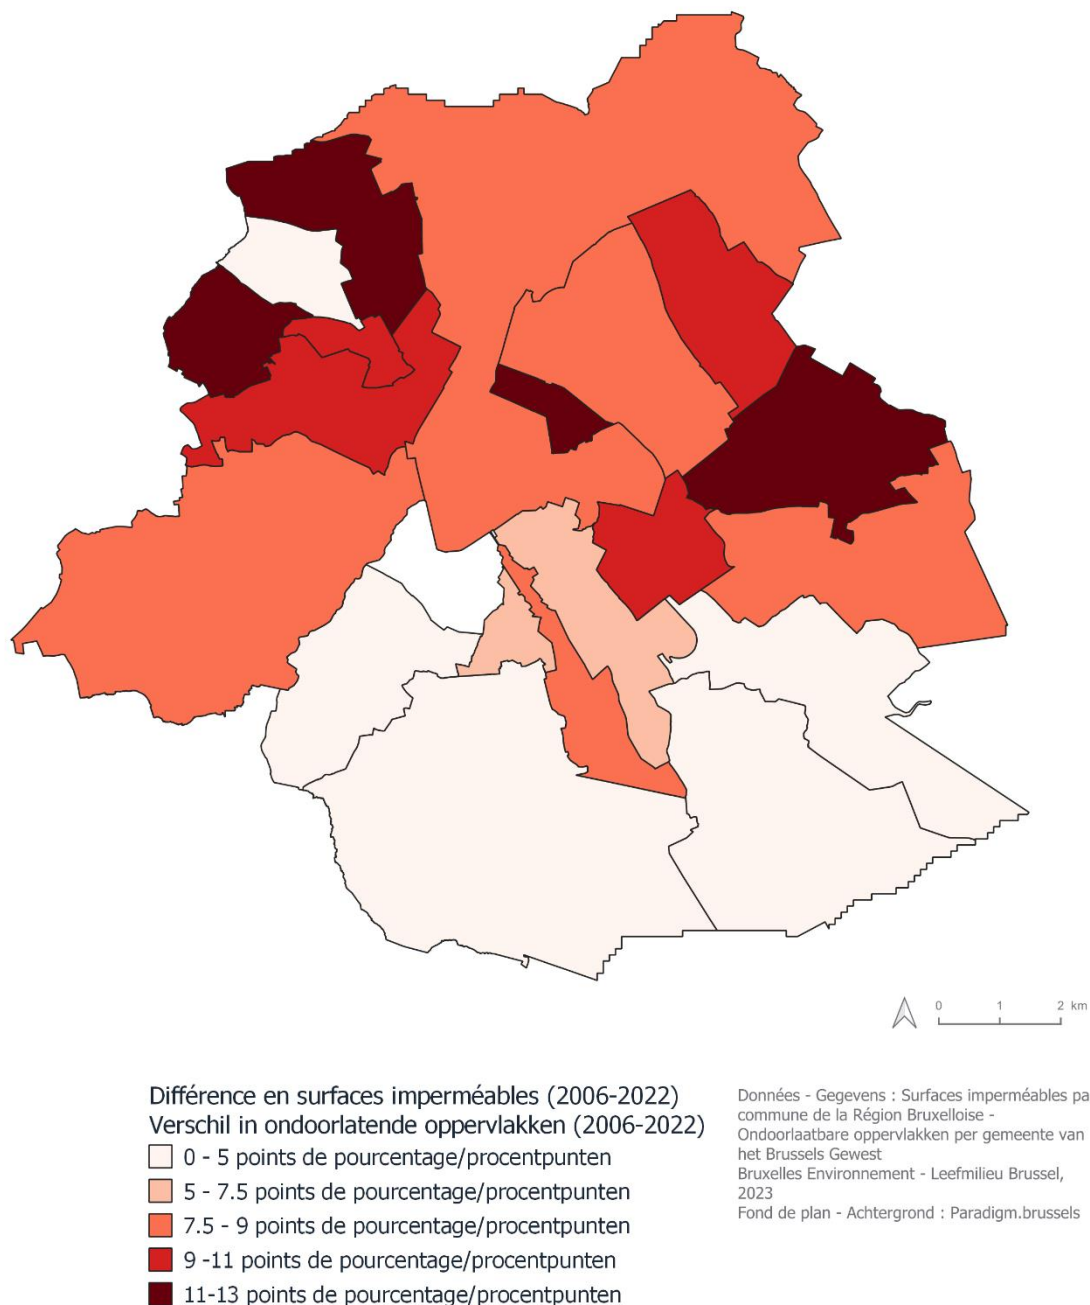 0 1 2 km
Différence en surfaces imperméables (2006-2022)
Verschil in ondoorlatende oppervlakken (2006-2022)
0 - 5 points de pourcentage/procentpunten
5 - 7.5 points de pourcentage/procentpunten
7.5 - 9 points de pourcentage/procentpunten
9 -11 points de pourcentage/procentpunten
11-13 points de pourcentage/procentpunten
Données - Gegevens : Surfaces imperméables pa
commune de la Région Bruxelloise -
Ondoorlaatbare oppervlakken per gemeente van
het Brussels Gewest
Bruxelles Environnement - Leefmilieu Brussel,
2023
Fond de plan - Achtergrond : Paradigm.brussels